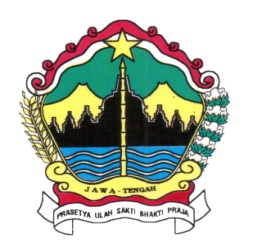 JAWA - TENGAH
PRASETYA ULAH SAKTI BHAKTI PRAJA